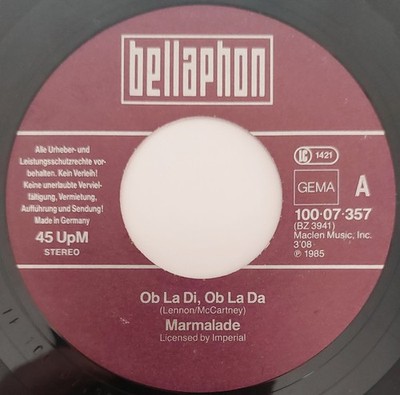 bellaphon
Alle Urheber- und
Leistungsschutzrechte vor-
behalten. Kein Verleih!
Keine unerlaubte Verviel-
fältigung, Vermietung,
Aufführung und Sendung!
Made in Germany
45 UpM
STEREO
LC 1421
GEMA A
100·07·357
(BZ 3941)
Maclen Music, Inc.
3'08
℗ 1985
Ob La Di, Ob La Da
(Lennon/McCartney)
Marmalade
Licensed by Imperial